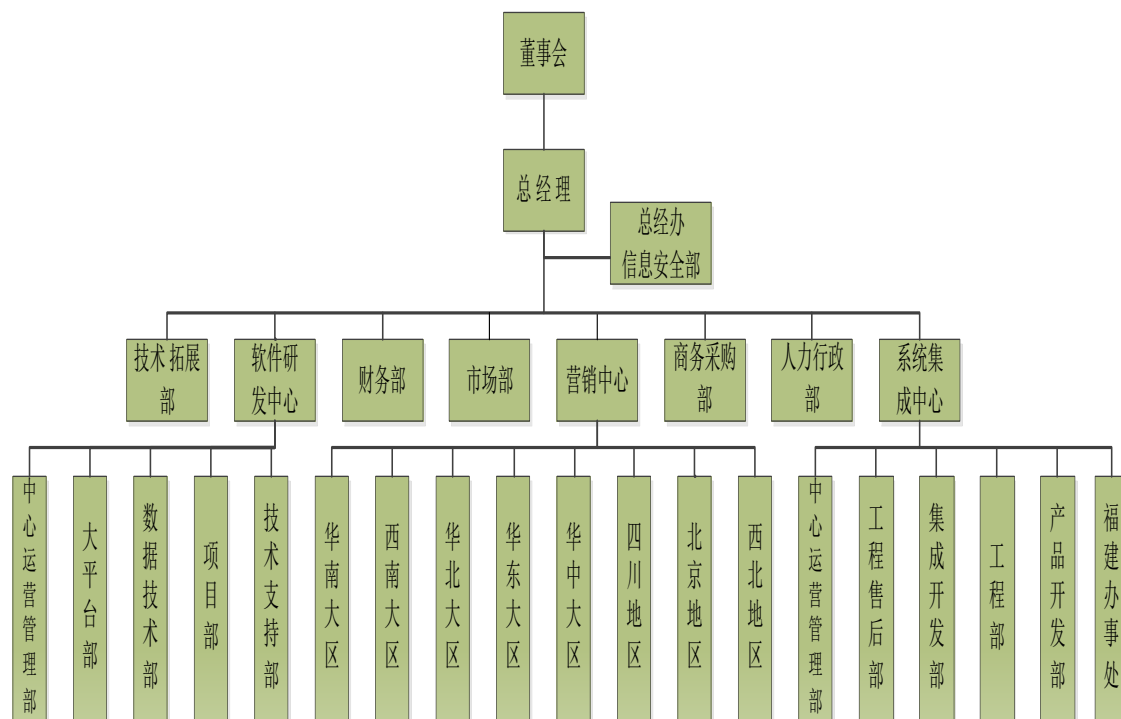 董事会
总经理
总经办
信息安全部
技术拓展
部
软件研
发中心
财务部
市场部
营销中心
商务采购
部
人力行政
部
系统集
成中心
中心运营管理部
大平台部
数据技术部
项目部
技术支持部
华南大区
西南大区
华北大区
华东大区
华中大区
四川地区
北京地区
西北地区
中心运营管理部
工程售后部
集成开发部
工程部
产品开发部
福建办事处